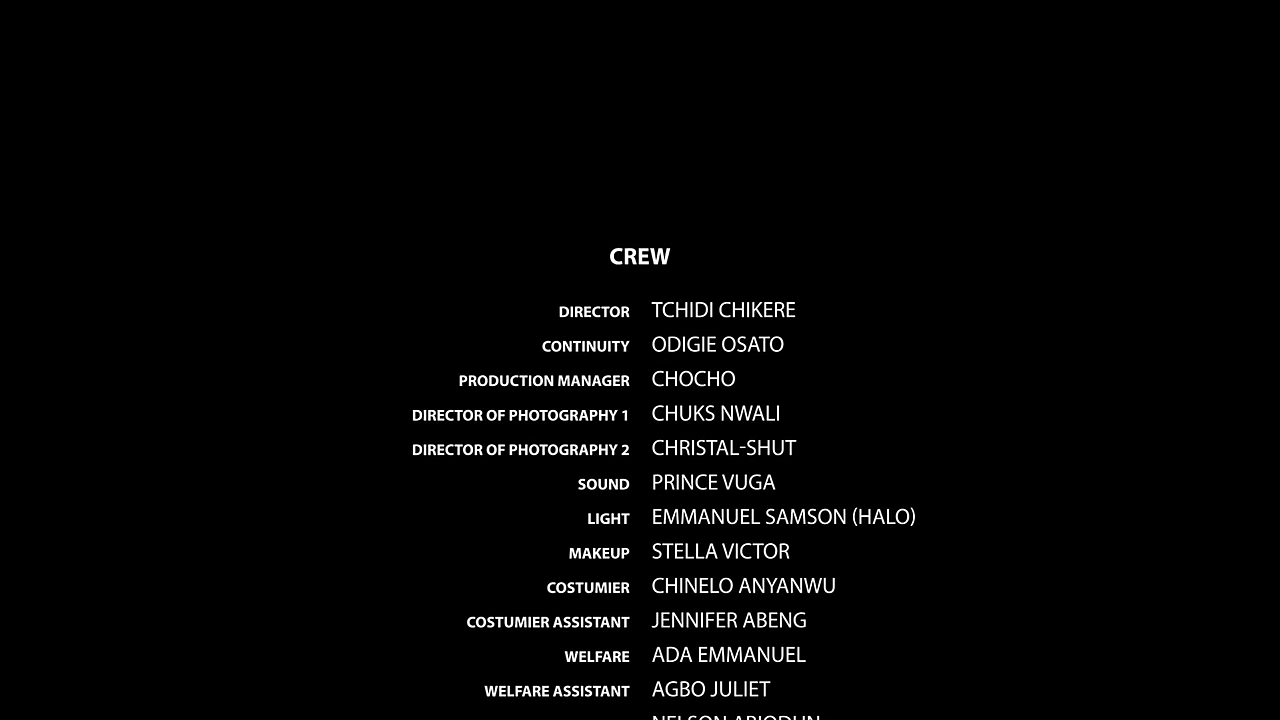 CREW
DIRECTOR TCHIDI CHIKERE
CONTINUITY ODIGIE OSATO
PRODUCTION MANAGER CHOCHO
DIRECTOR OF PHOTOGRAPHY 1 CHUKS NWALI
DIRECTOR OF PHOTOGRAPHY 2 CHRISTAL-SHUT
SOUND PRINCE VUGA
LIGHT EMMANUEL SAMSON (HALO)
MAKEUP STELLA VICTOR
COSTUMIER CHINELO ANYANWU
COSTUMIER ASSISTANT JENNIFER ABENG
WELFARE ADA EMMANUEL
WELFARE ASSISTANT AGBO JULIET